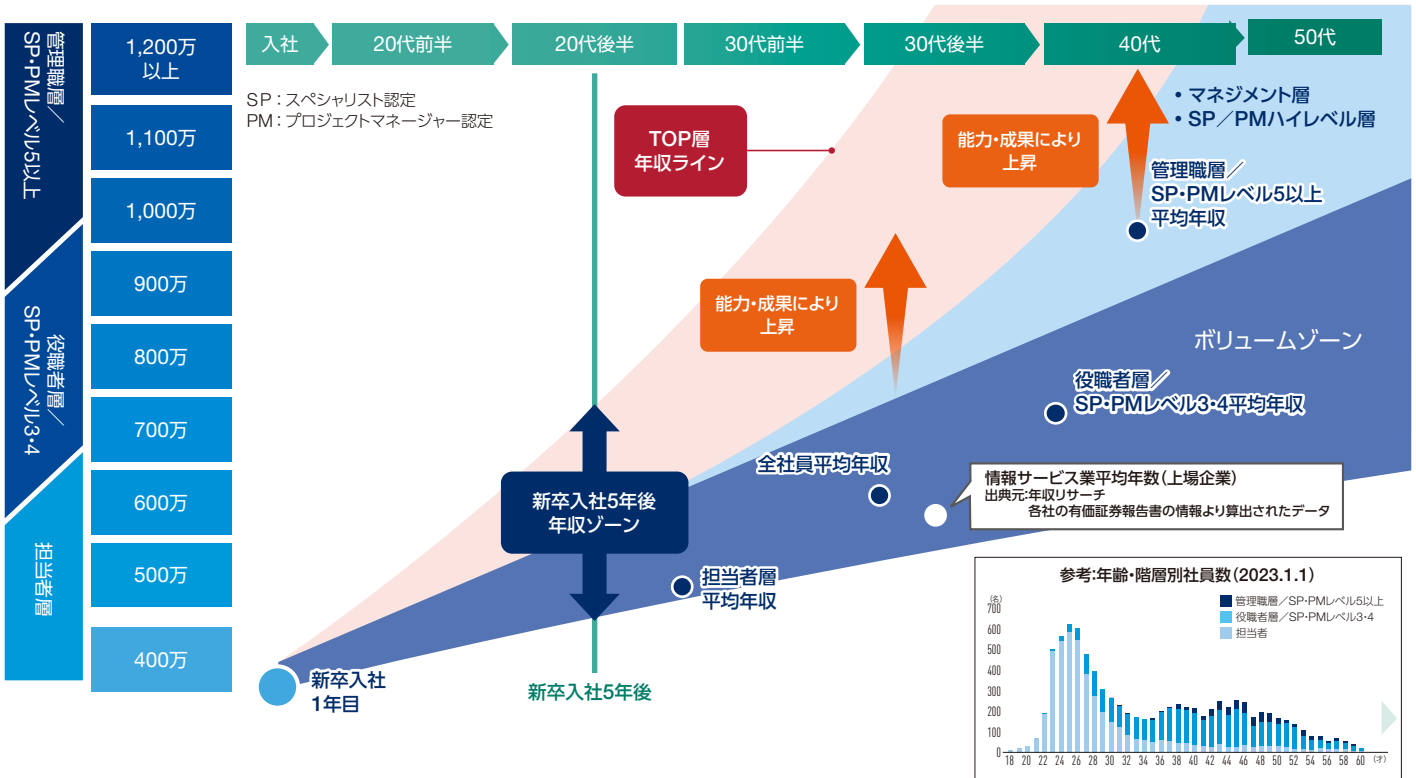 管理職層／
SP・PMレベル5以上
役職者層／
SP・PMレベル3・4
担当者層
1,200万
以上
1,100万
1,000万
900万
800万
700万
600万
500万
400万
入社
20代前半
20代後半
30代前半
30代後半
40代
50代
SP：スペシャリスト認定
PM：プロジェクトマネージャー認定
TOP層
年収ライン
能力・成果により
上昇
・マネジメント層
・SP／PMハイレベル層
管理職層／
SP・PMレベル5以上
平均年収
能力・成果により
上昇
ボリュームゾーン
役職者層／
SP・PMレベル3・4平均年収
全社員平均年収
情報サービス業平均年数（上場企業）
出典元:年収リサーチ
各社の有価証券報告書の情報より算出されたデータ
新卒入社5年後
年収ゾーン
担当者層
平均年収
新卒入社
1年目
新卒入社5年後
参考:年齢・階層別社員数（2023.1.1）
(名)
管理職層／SP・PMレベル5以上
役職者層／SP・PMレベル3・4
担当者
700
600
500
400
300
200
100
0
18 20 22 24 26 28 30 32 34 36 38 40 42 44 46 48 50 52 54 56 58 60 (才)